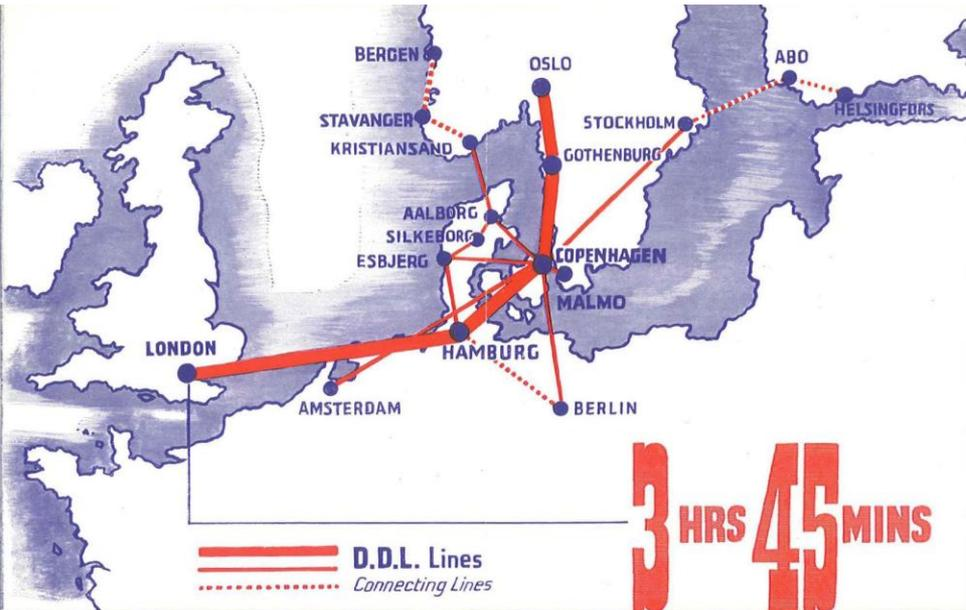 BERGEN
OSLO
ABO
STAVANGER
STOCKHOLM
HELSINGFORS
KRISTIANSAND
GOTHENBURG
AALBORG
SILKEBORG
ESBJERG
COPENHAGEN
MALMO
LONDON
HAMBURG
AMSTERDAM
BERLIN
3 HRS 45 MINS
D.D.L. Lines
Connecting Lines